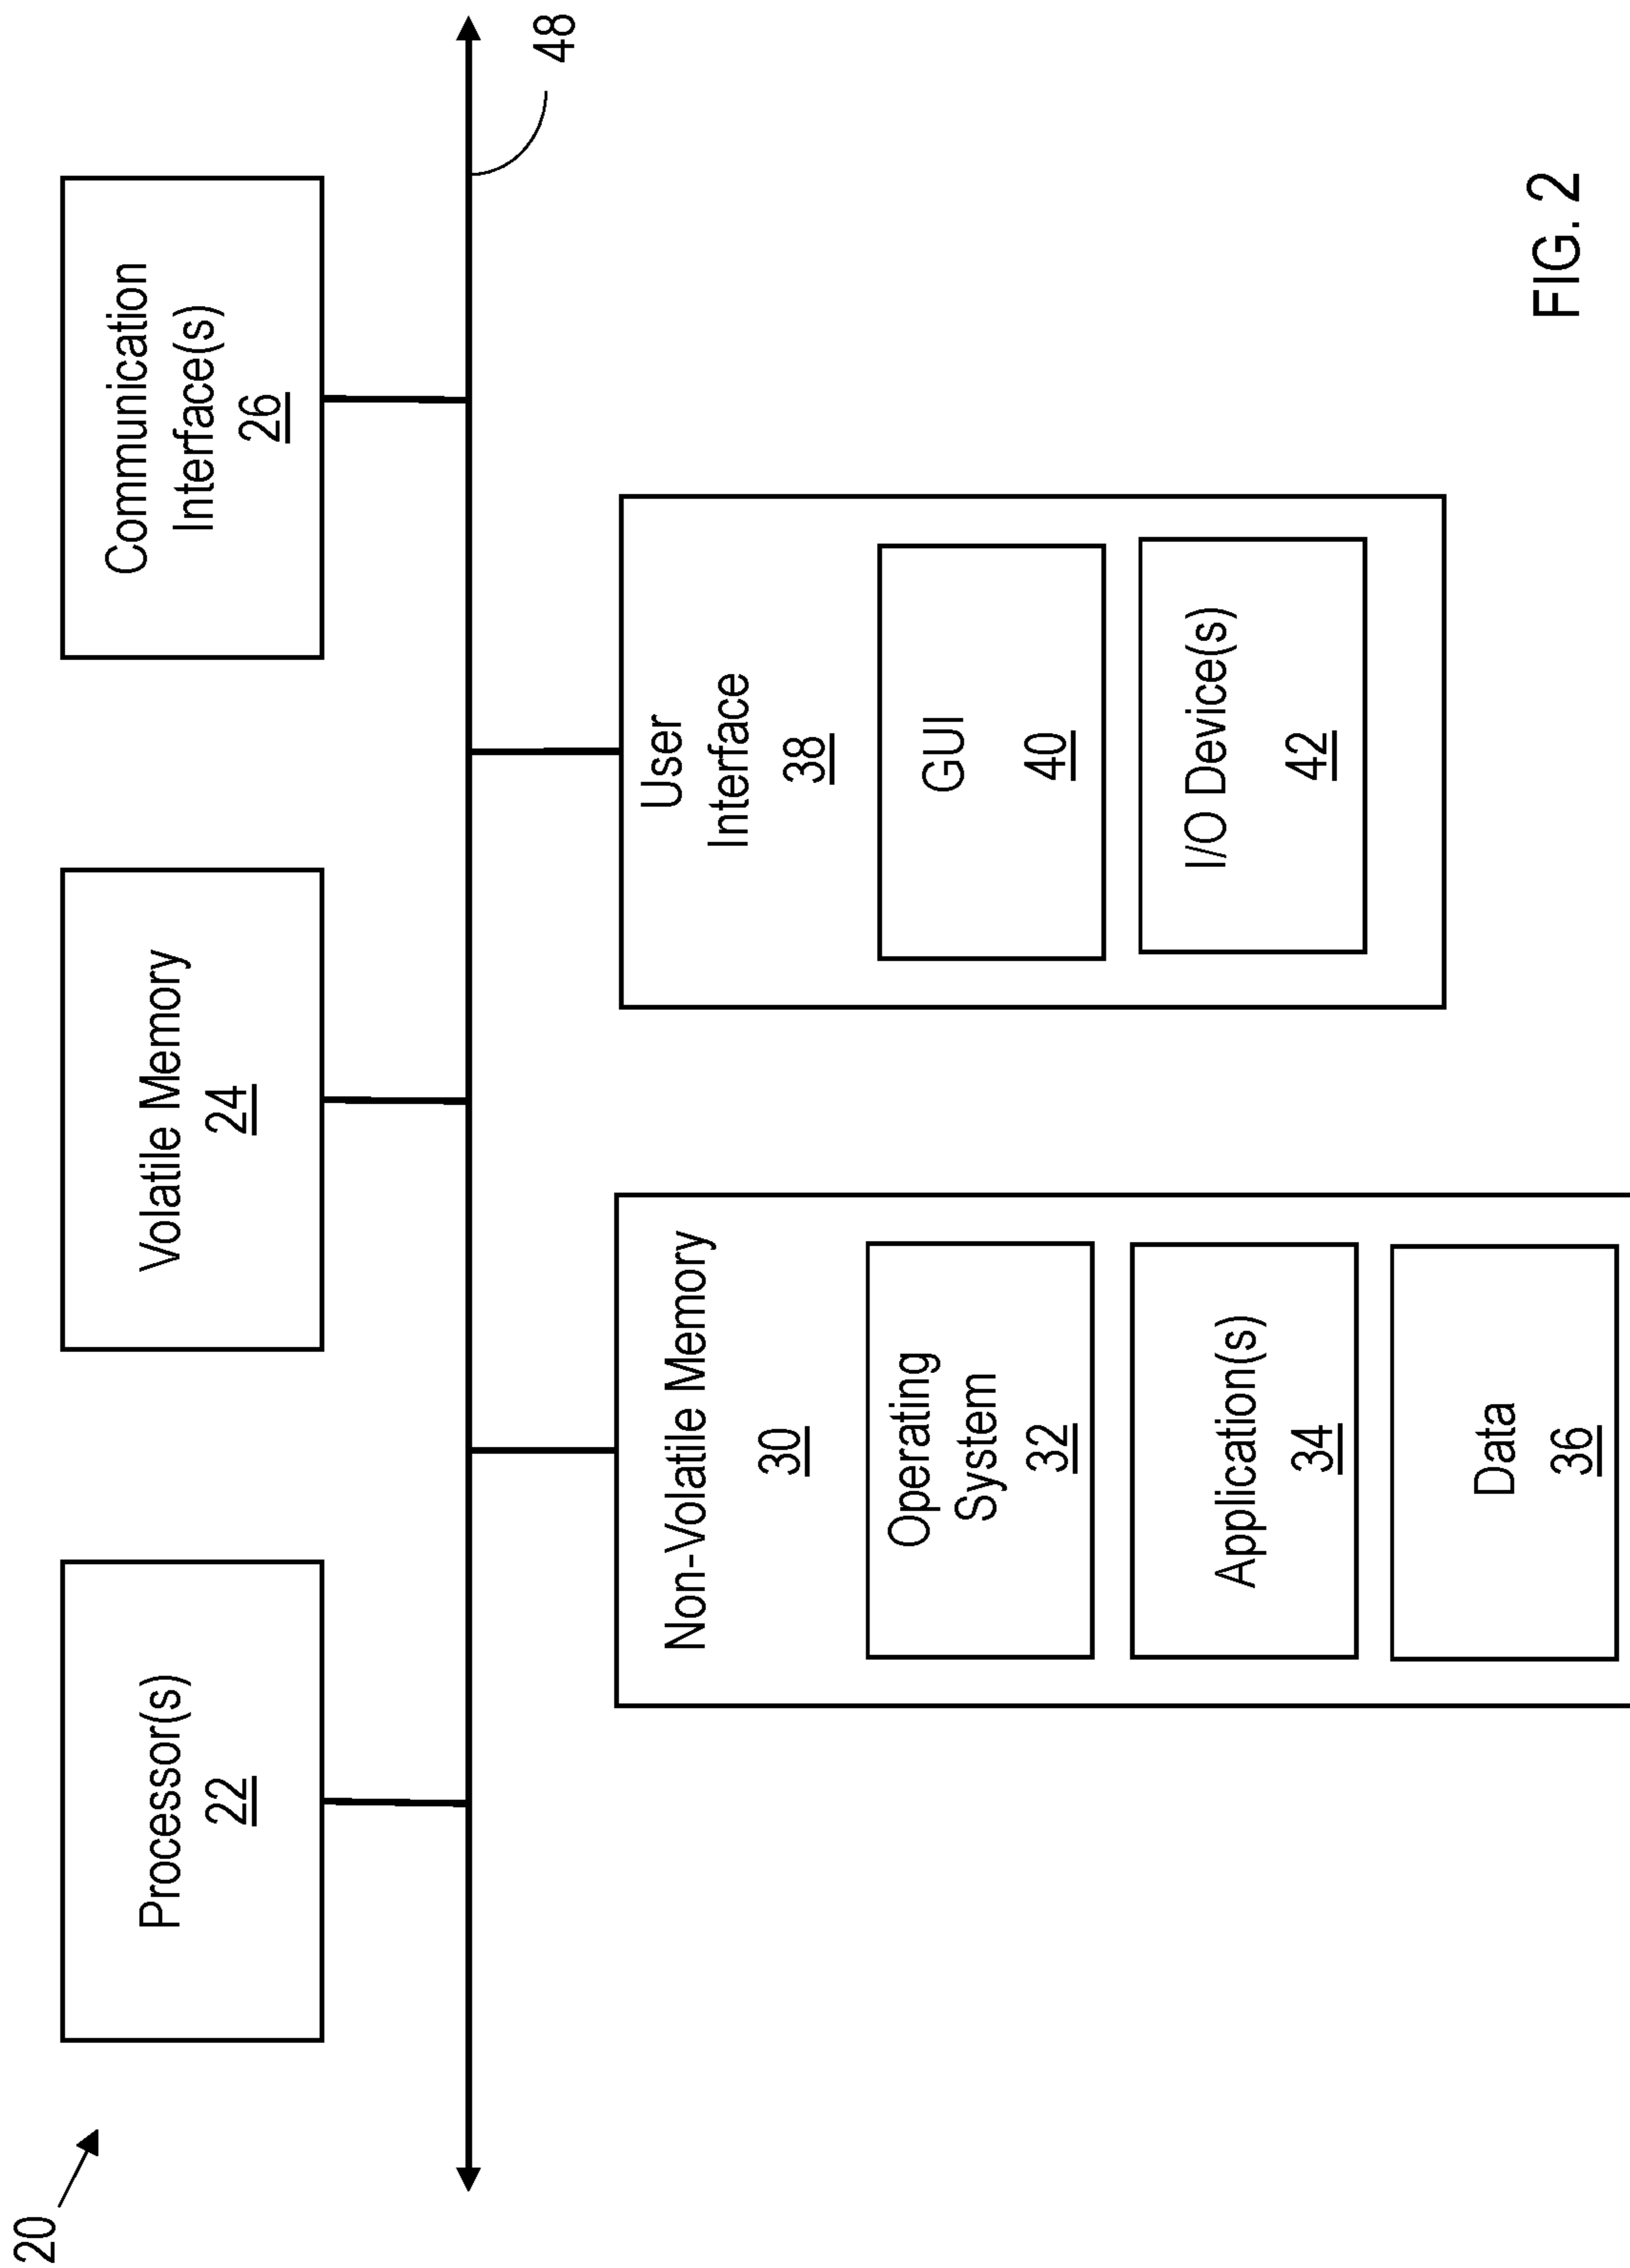 20
Processor(s)
22
Volatile Memory
24
Communication
Interface(s)
26
48
Non-Volatile Memory
30
Operating
System
32
Application(s)
34
Data
36
User
Interface
38
GUI
40
I/O Device(s)
42
FIG. 2